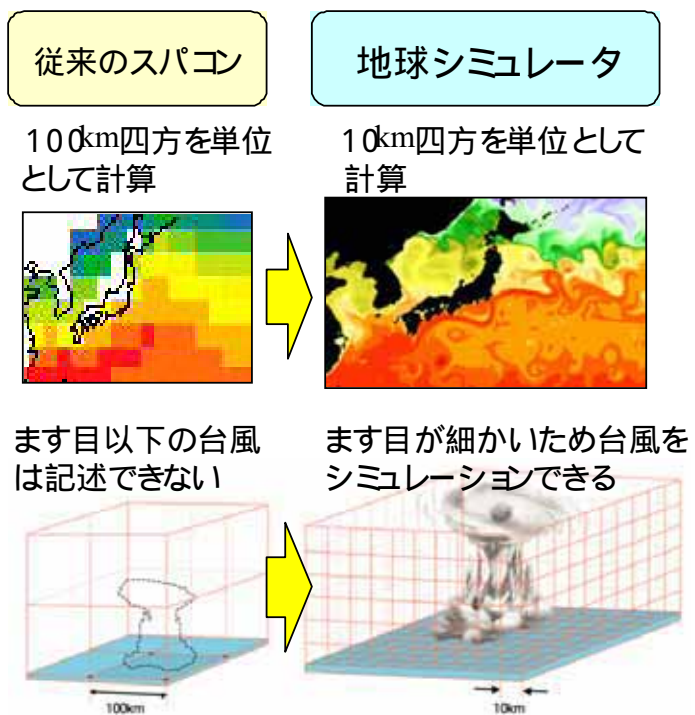 従来のスパコン
地球シミュレータ
100km四方を単位
として計算
10km四方を単位として
計算
ます目以下の台風
は記述できない
ます目が細かいため台風を
シミュレーションできる
100km
10km